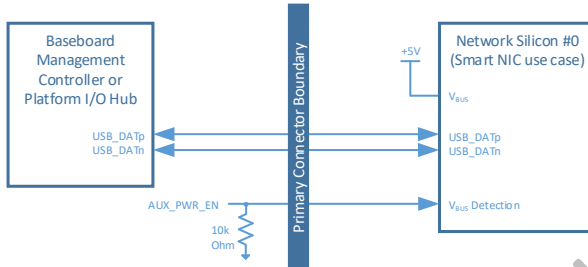 Baseboard
Management
Controller or
Platform I/O Hub
USB_DATp
USB_DATn
AUX_PWR_EN
10k
Ohm
Primary Connector Boundary
+5V
Network Silicon #0
(Smart NIC use case)
VBUS
USB_DATp
USB_DATn
VBUS Detection